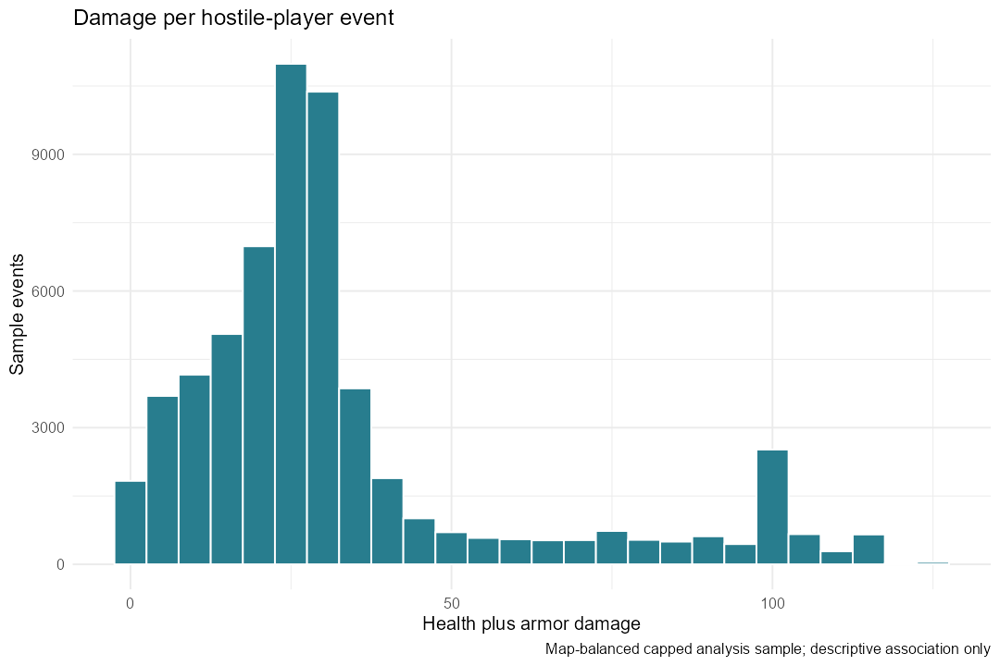 Damage per hostile-player event
Sample events
9000
6000
3000
0
0 50 100
Health plus armor damage
Map-balanced capped analysis sample; descriptive association only